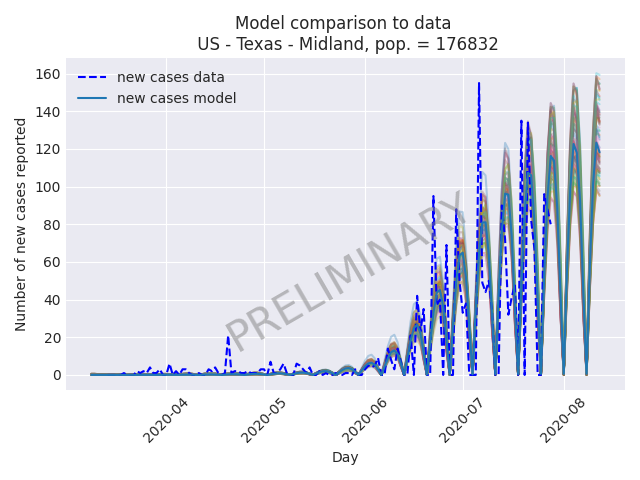 Model comparison to data
US - Texas - Midland, pop. = 176832
new cases data
new cases model
Number of new cases reported
160
140
120
100
80
60
40
20
0
PRELIMINARY
2020-04
2020-05
2020-06
2020-07
2020-08
Day